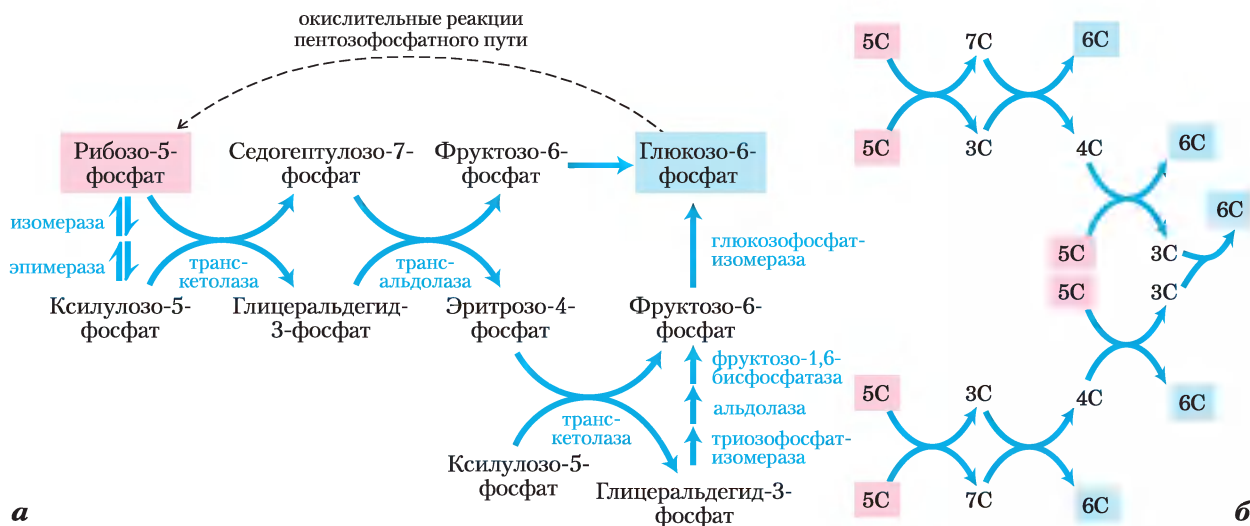 окислительные реакции
пентозофосфатного пути
Рибозо-5-
фосфат
Седогептулозо-7-
фосфат
Фруктозо-6-
фосфат
Глюкозо-6-
фосфат
изомераза
эпимераза
транс-
кетолаза
транс-
альдолаза
глюкозофосфат-
изомераза
Ксилулозо-5-
фосфат
Глицеральдегид-
3-фосфат
Эритрозо-4-
фосфат
Фруктозо-6-
фосфат
фруктозо-1,6-
бисфосфатаза
альдолаза
триозофосфат-
изомераза
транс-
кетолаза
Ксилулозо-5-
фосфат
Глицеральдегид-3-
фосфат
а
5C 7C 6C
5C 3C 4C 6C
6C
5C 3C
5C 3C
5C 3C 4C 6C
5C 7C 6C
б